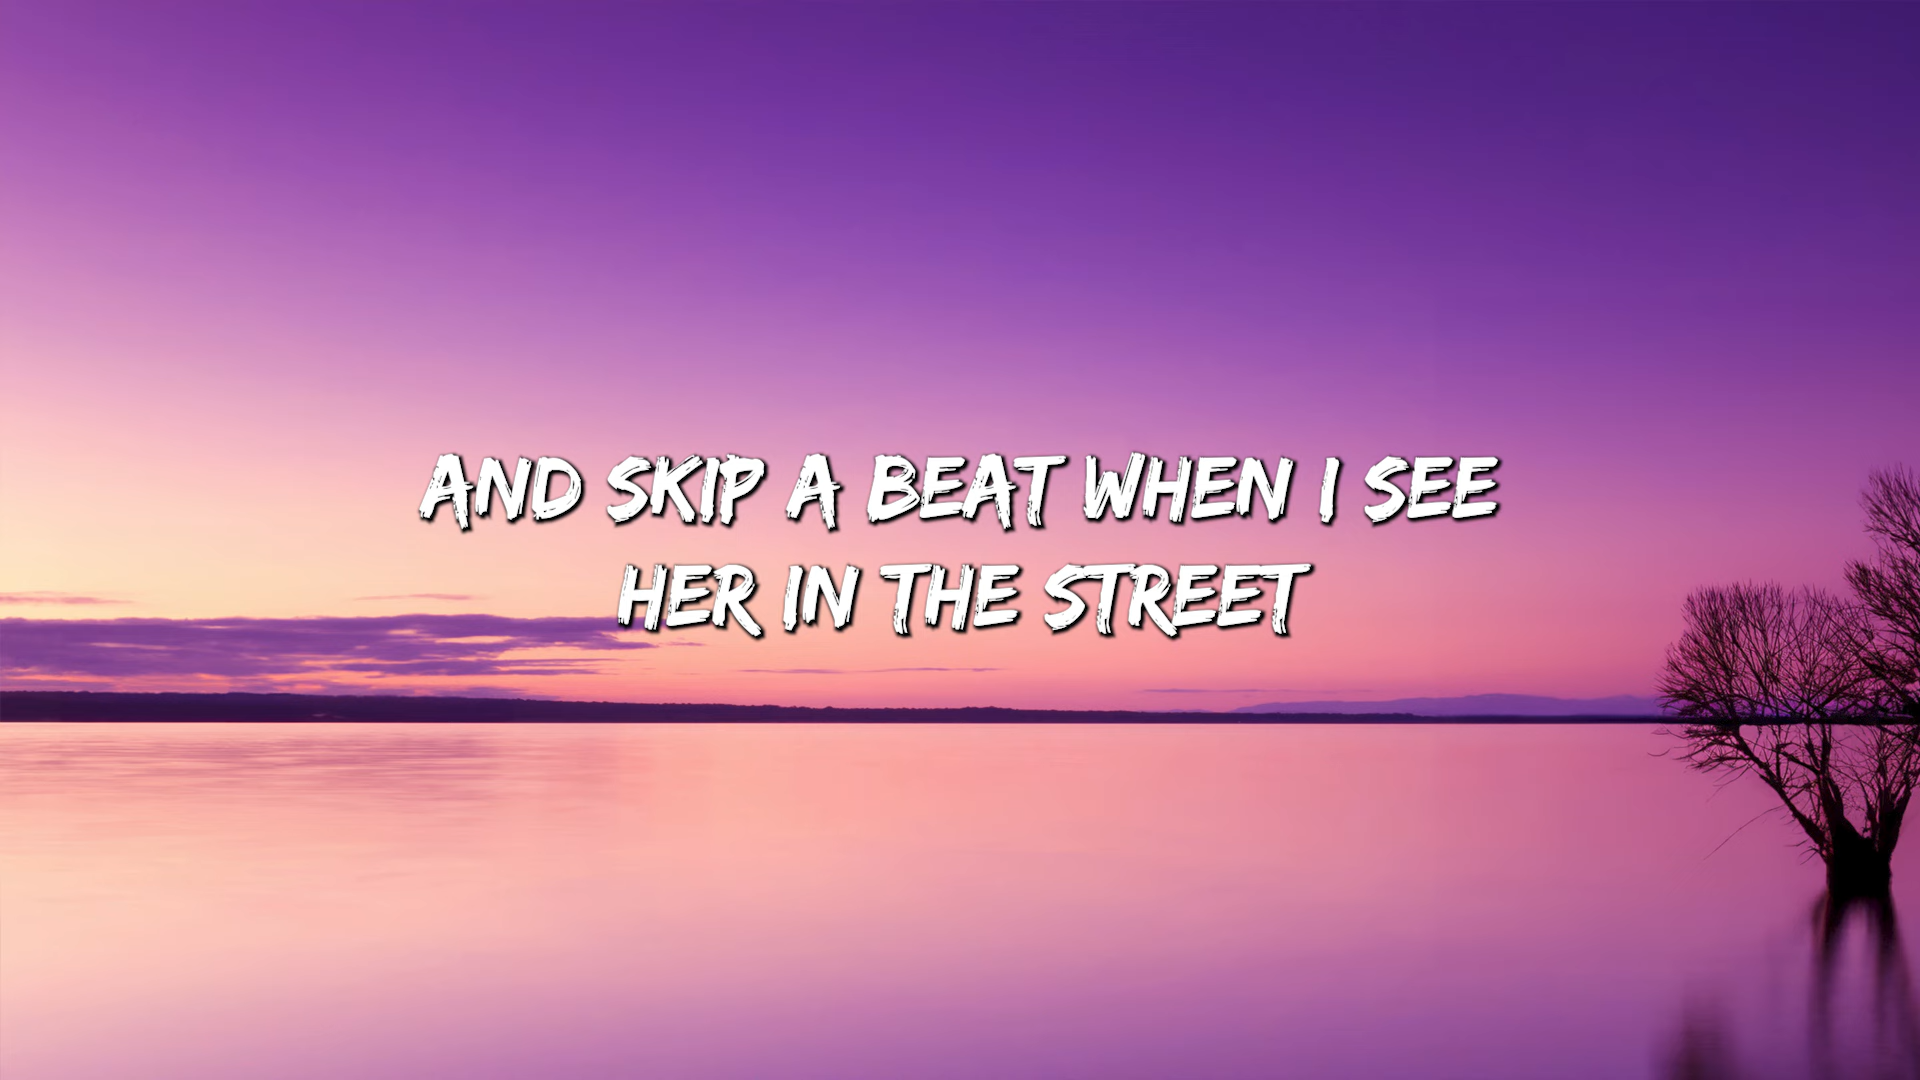 AND SKIP A BEAT WHEN I SEE
HER IN THE STREET